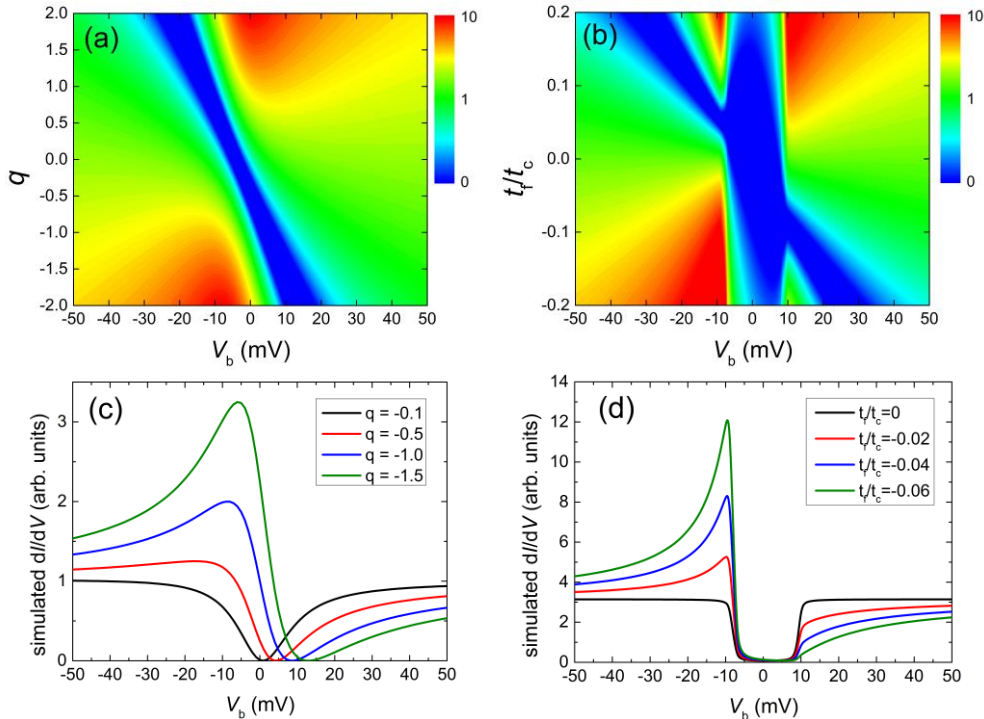 (a)
2.0
1.5
1.0
0.5
0.0
-0.5
-1.0
-1.5
-2.0
q
-50 -40 -30 -20 -10 0 10 20 30 40 50
V_b (mV)
10
1
0
(b)
0.2
0.1
0.0
-0.1
-0.2
t_f/t_c
-50 -40 -30 -20 -10 0 10 20 30 40 50
V_b (mV)
10
1
0
(c)
3
2
1
0
simulated dI/dV (arb. units)
q = -0.1
q = -0.5
q = -1.0
q = -1.5
-50 -40 -30 -20 -10 0 10 20 30 40 50
V_b (mV)
(d)
14
12
10
8
6
4
2
0
simulated dI/dV (arb. units)
t_f/t_c=0
t_f/t_c=-0.02
t_f/t_c=-0.04
t_f/t_c=-0.06
-50 -40 -30 -20 -10 0 10 20 30 40 50
V_b (mV)